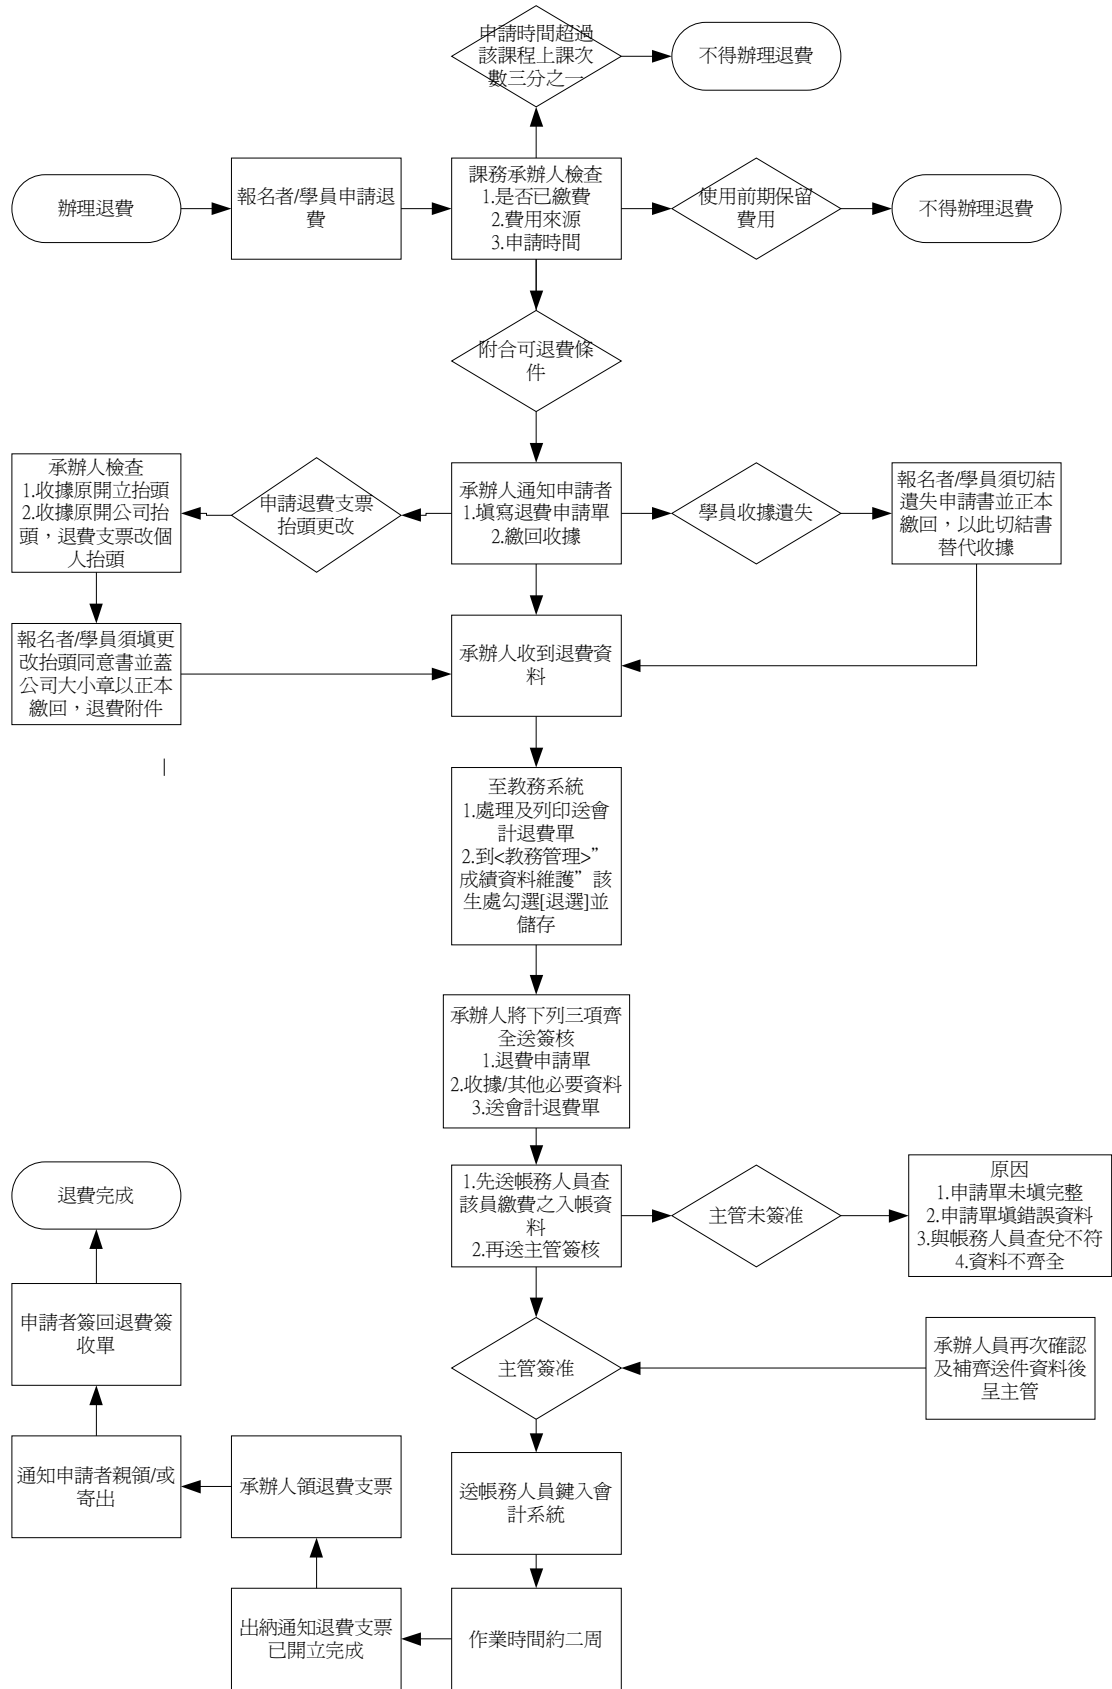 申請時間超過
該課程上課次
數三分之一
不得辦理退費
辦理退費
報名者/學員申請退
費
課務承辦人檢查
1.是否已繳費
2.費用來源
3.申請時間
使用前期保留
費用
不得辦理退費
附合可退費條
件
承辦人檢查
1.收據原開立抬頭
2.收據原開公司抬
頭，退費支票改個
人抬頭
申請退費支票
抬頭更改
承辦人通知申請者
1.填寫退費申請單
2.繳回收據
學員收據遺失
報名者/學員須切結
遺失申請書並正本
繳回，以此切結書
替代收據
報名者/學員須填更
改抬頭同意書並蓋
公司大小章以正本
繳回，退費附件
承辦人收到退費資
料
至教務系統
1.處理及列印送會
計退費單
2.到<教務管理>”
成績資料維護”該
生處勾選[退選]並
儲存
承辦人將下列三項齊
全送簽核
1.退費申請單
2.收據/其他必要資料
3.送會計退費單
退費完成
1.先送帳務人員查
該員繳費之入帳資
料
2.再送主管簽核
主管未簽准
原因
1.申請單未填完整
2.申請單填錯誤資料
3.與帳務人員查兌不符
4.資料不齊全
申請者簽回退費簽
收單
主管簽准
承辦人員再次確認
及補齊送件資料後
呈主管
通知申請者親領/或
寄出
承辦人領退費支票
送帳務人員鍵入會
計系統
出納通知退費支票
已開立完成
作業時間約二周